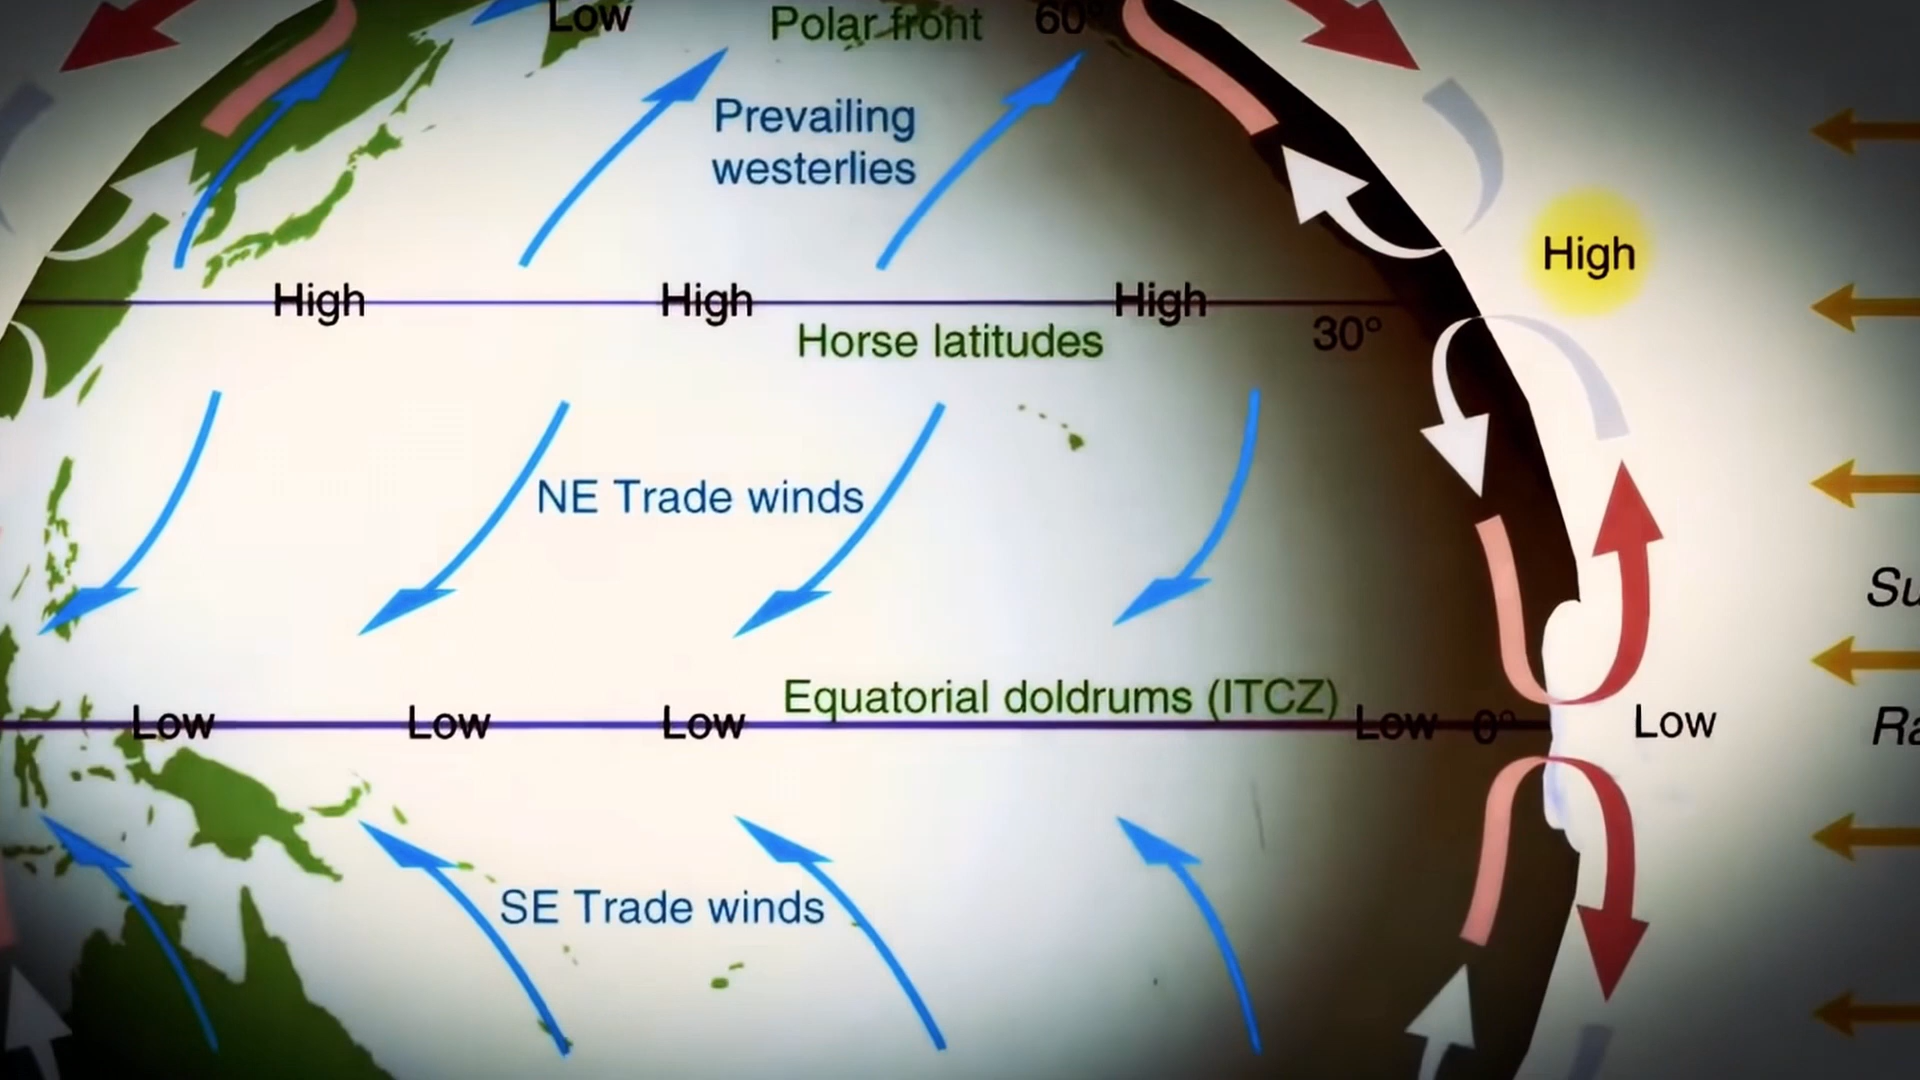 Low
Polar front
60°
Prevailing
westerlies
High
High
High
High
30°
Horse latitudes
NE Trade winds
Equatorial doldrums (ITCZ)
Low
Low
Low
Low
0°
Low
SE Trade winds